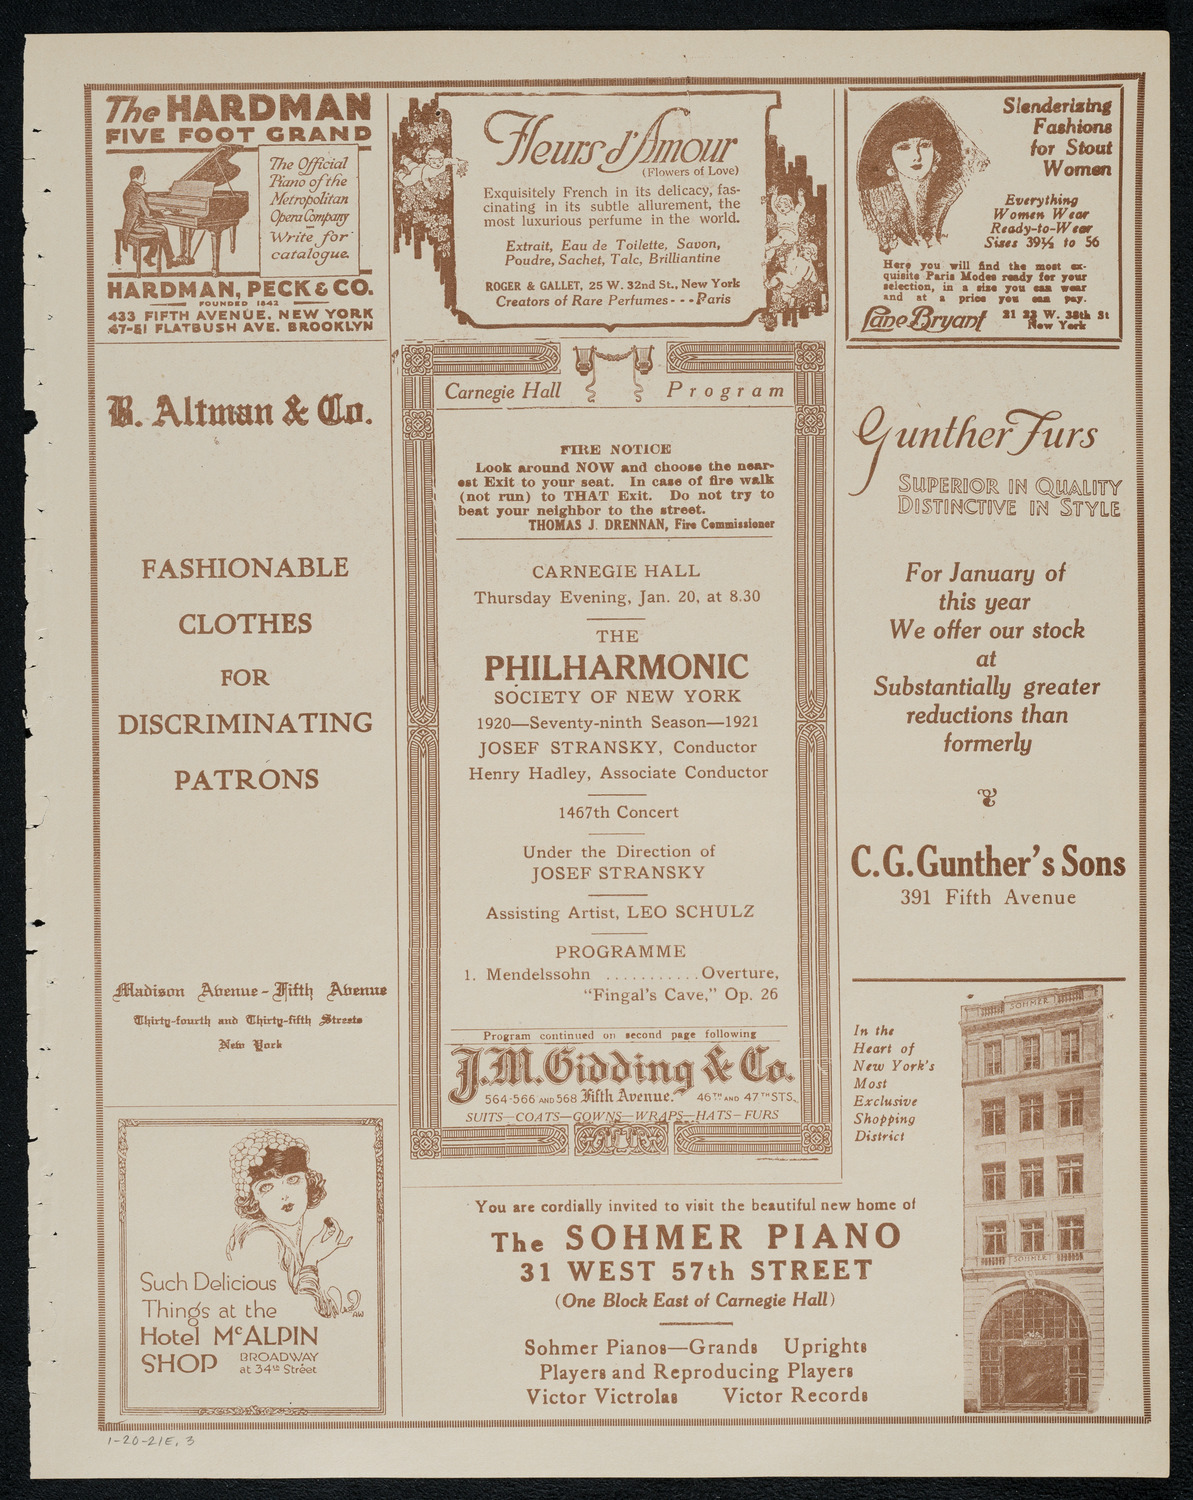 The HARDMAN
FIVE FOOT GRAND
The Official
Piano of the
Metropolitan
Opera Company
Write for
catalogue.
HARDMAN, PECK & CO.
FOUNDED 1842
433 FIFTH AVENUE, NEW YORK
47-51 FLATBUSH AVE. BROOKLYN
Fleurs d'Amour
(Flowers of Love)
Exquisitely French in its delicacy, fas-
cinating in its subtle allurement, the
most luxurious perfume in the world.
Extrait, Eau de Toilette, Savon,
Poudre, Sachet, Talc, Brilliantine
ROGER & GALLET, 25 W. 32nd St., New York
Creators of Rare Perfumes - - - Paris
Slenderizing
Fashions
for Stout
Women
Everything
Women Wear
Ready-to-Wear
Sizes 39½ to 56
Here you will find the most ex-
quisite Paris Modes ready for your
selection, in a size you can wear
and at a price you can pay.
Lane Bryant 21 23 W. 38th St
New York
B. Altman & Co.
FASHIONABLE
CLOTHES
FOR
DISCRIMINATING
PATRONS
Madison Avenue - Fifth Avenue
Thirty-fourth and Thirty-fifth Streets
New York
Such Delicious
Things at the
Hotel McALPIN
SHOP BROADWAY
at 34th Street
AW
Carnegie Hall Program
FIRE NOTICE
Look around NOW and choose the near-
est Exit to your seat. In case of fire walk
(not run) to THAT Exit. Do not try to
beat your neighbor to the street.
THOMAS J. DRENNAN, Fire Commissioner
CARNEGIE HALL
Thursday Evening, Jan. 20, at 8.30
THE
PHILHARMONIC
SOCIETY OF NEW YORK
1920—Seventy-ninth Season—1921
JOSEF STRANSKY, Conductor
Henry Hadley, Associate Conductor
1467th Concert
Under the Direction of
JOSEF STRANSKY
Assisting Artist, LEO SCHULZ
PROGRAMME
1. Mendelssohn ...........Overture,
"Fingal's Cave," Op. 26
Program continued on second page following
J.M. Gidding & Co.
564-566 AND 568 Fifth Avenue. 46TH AND 47TH STS.
SUITS—COATS—GOWNS—WRAPS—HATS—FURS
Gunther Furs
SUPERIOR IN QUALITY
DISTINCTIVE IN STYLE
For January of
this year
We offer our stock
at
Substantially greater
reductions than
formerly
C.G. Gunther's Sons
391 Fifth Avenue
In the
Heart of
New York's
Most
Exclusive
Shopping
District
SOHMER
SOHMER
You are cordially invited to visit the beautiful new home of
The SOHMER PIANO
31 WEST 57th STREET
(One Block East of Carnegie Hall)
Sohmer Pianos—Grands Uprights
Players and Reproducing Players
Victor Victrolas Victor Records
1-20-21E, 3